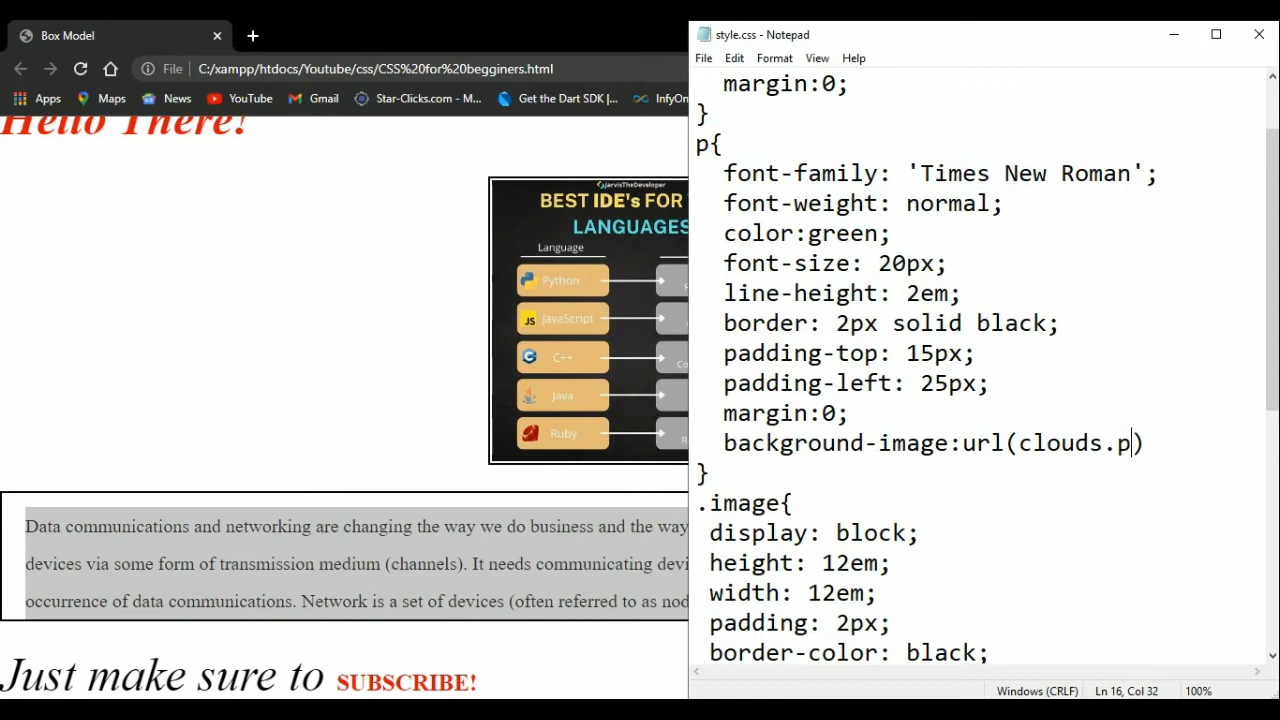 Box Model
File
C:/xampp/htdocs/Youtube/css/CSS%20for%20begginers.html
Apps
Maps
News
YouTube
Gmail
Star-Clicks.com - M...
Get the Dart SDK |...
InfyOn
Hello There!
JarvisTheDeveloper
BEST IDE's FOR
LANGUAGES
Language
Python
JS JavaScript
C++
Java
Ruby
Data communications and networking are changing the way we do business and the way
devices via some form of transmission medium (channels). It needs communicating devi
occurrence of data communications. Network is a set of devices (often referred to as nod
Just make sure to SUBSCRIBE!
style.css - Notepad
File Edit Format View Help
margin:0;
}
p{
font-family: 'Times New Roman';
font-weight: normal;
color:green;
font-size: 20px;
line-height: 2em;
border: 2px solid black;
padding-top: 15px;
padding-left: 25px;
margin:0;
background-image:url(clouds.p)
}
.image{
display: block;
height: 12em;
width: 12em;
padding: 2px;
border-color: black;
Windows (CRLF)
Ln 16, Col 32
100%